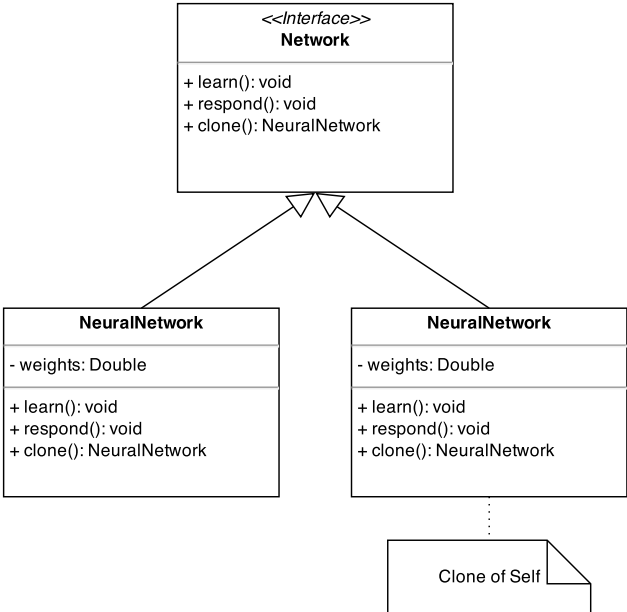 <<Interface>>
Network
+ learn(): void
+ respond(): void
+ clone(): NeuralNetwork
NeuralNetwork
- weights: Double
+ learn(): void
+ respond(): void
+ clone(): NeuralNetwork
NeuralNetwork
- weights: Double
+ learn(): void
+ respond(): void
+ clone(): NeuralNetwork
Clone of Self